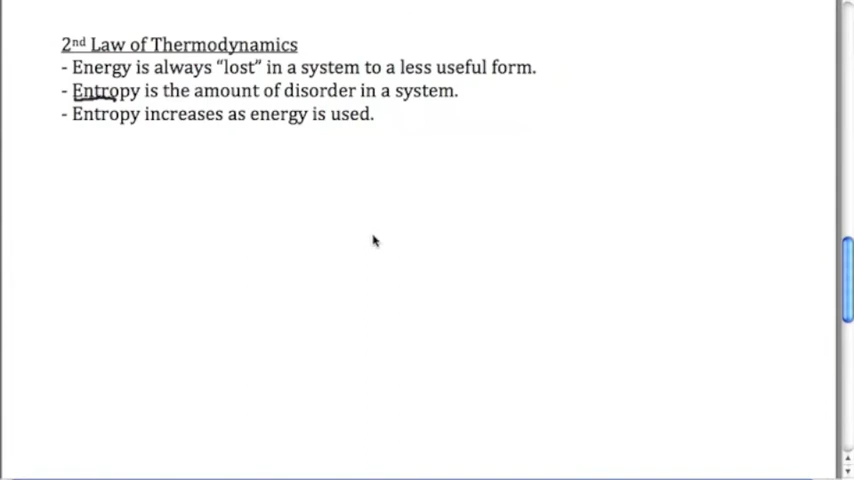 2nd Law of Thermodynamics
- Energy is always “lost” in a system to a less useful form.
- Entropy is the amount of disorder in a system.
- Entropy increases as energy is used.